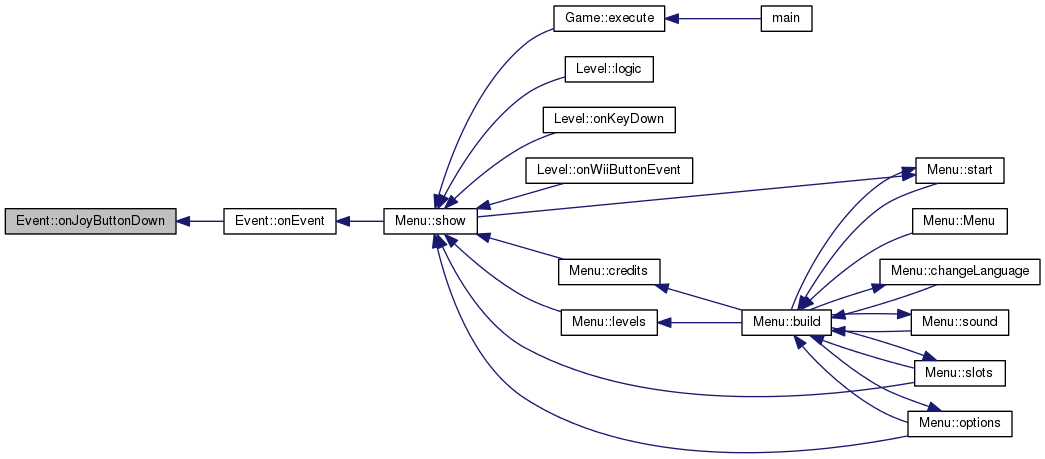 Game::execute
main
Level::logic
Level::onKeyDown
Level::onWiiButtonEvent
Menu::start
Event::onJoyButtonDown
Event::onEvent
Menu::show
Menu::Menu
Menu::credits
Menu::changeLanguage
Menu::levels
Menu::build
Menu::sound
Menu::slots
Menu::options